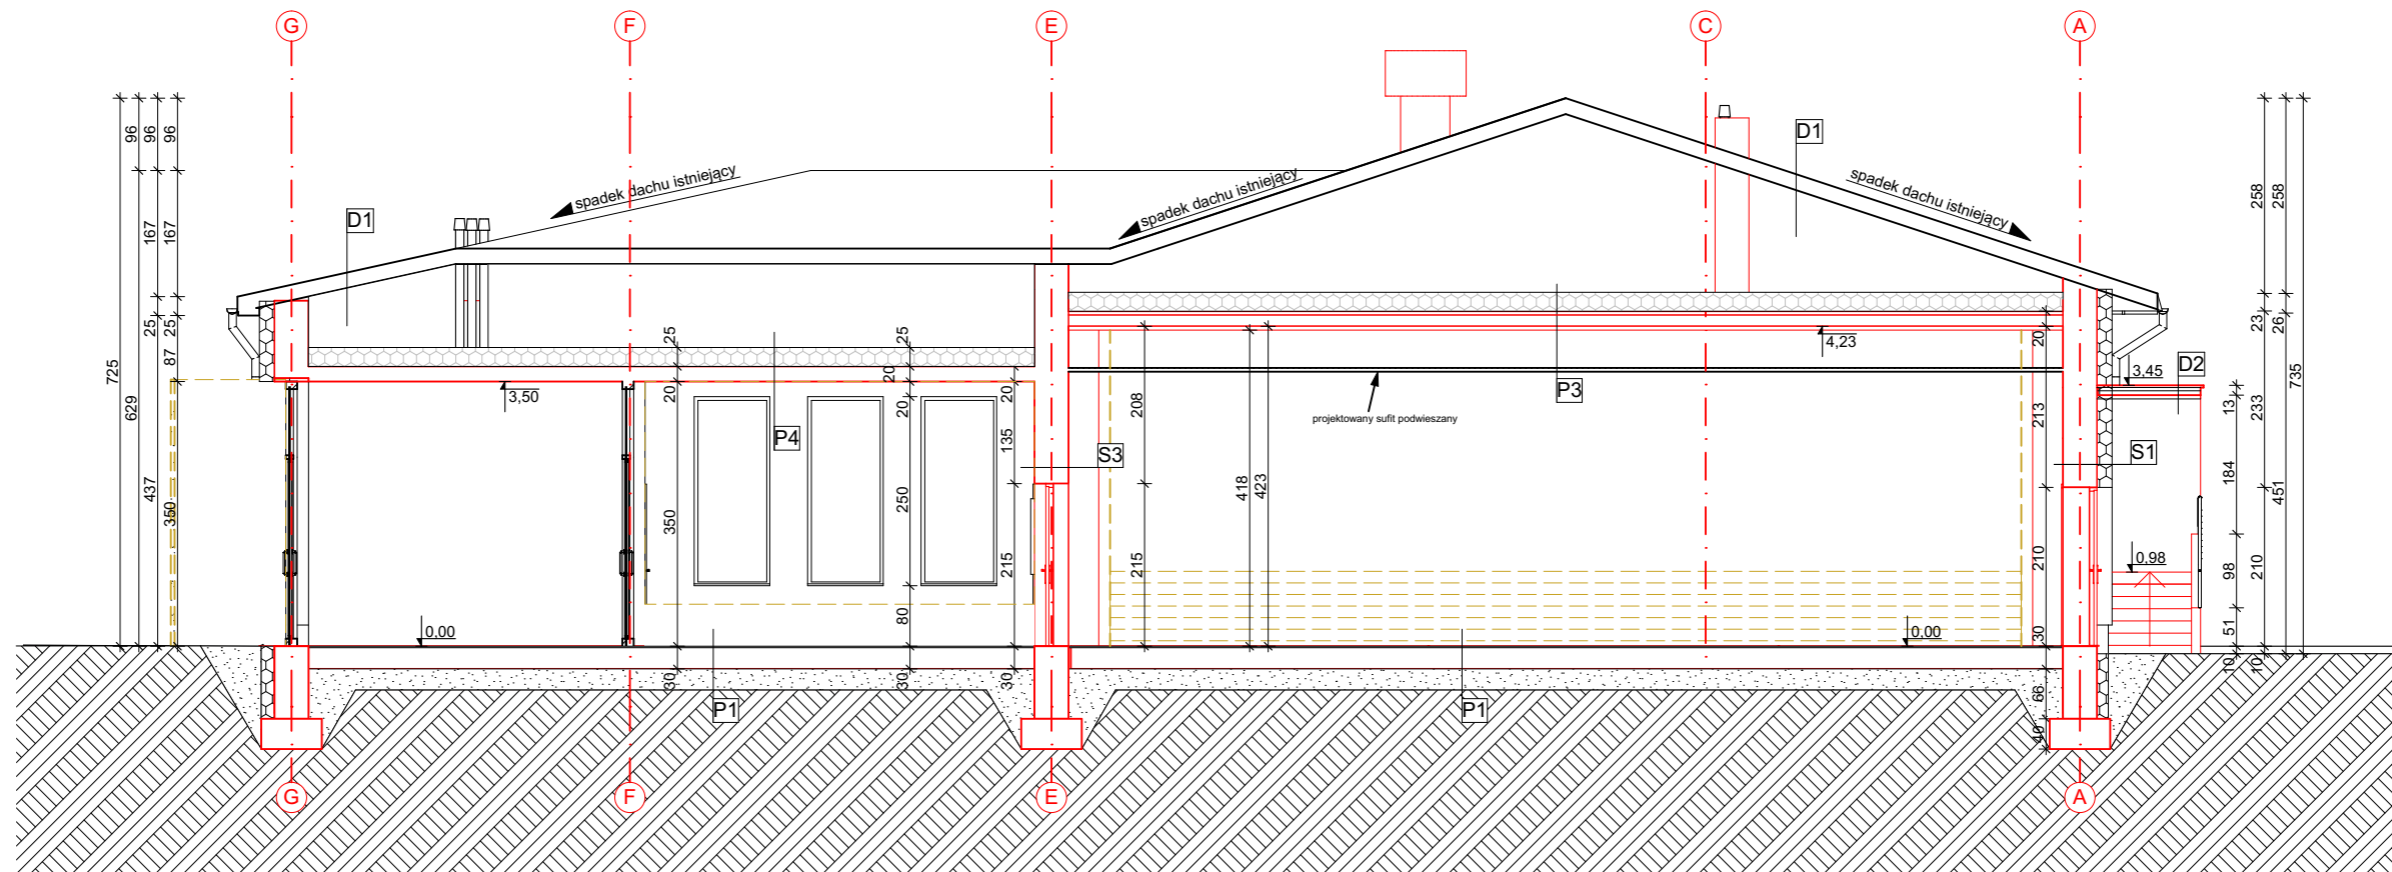 G
F
E
C
A
96
96
96
D1
D1
spadek dachu istniejący
spadek dachu istniejący
spadek dachu istniejący
258
258
167
167
25
25
25
25
23
26
20
87
4,23
3,45
D2
725
629
3,50
20
20
20
20
208
P3
projektowany sufit podwieszany
213
13
233
735
P4
135
S3
S1
437
350
350
250
418
423
184
451
215
215
210
0,98
98
210
80
0,00
0,00
30
51
10
10
30
30
30
P1
P1
66
40
G
F
E
A